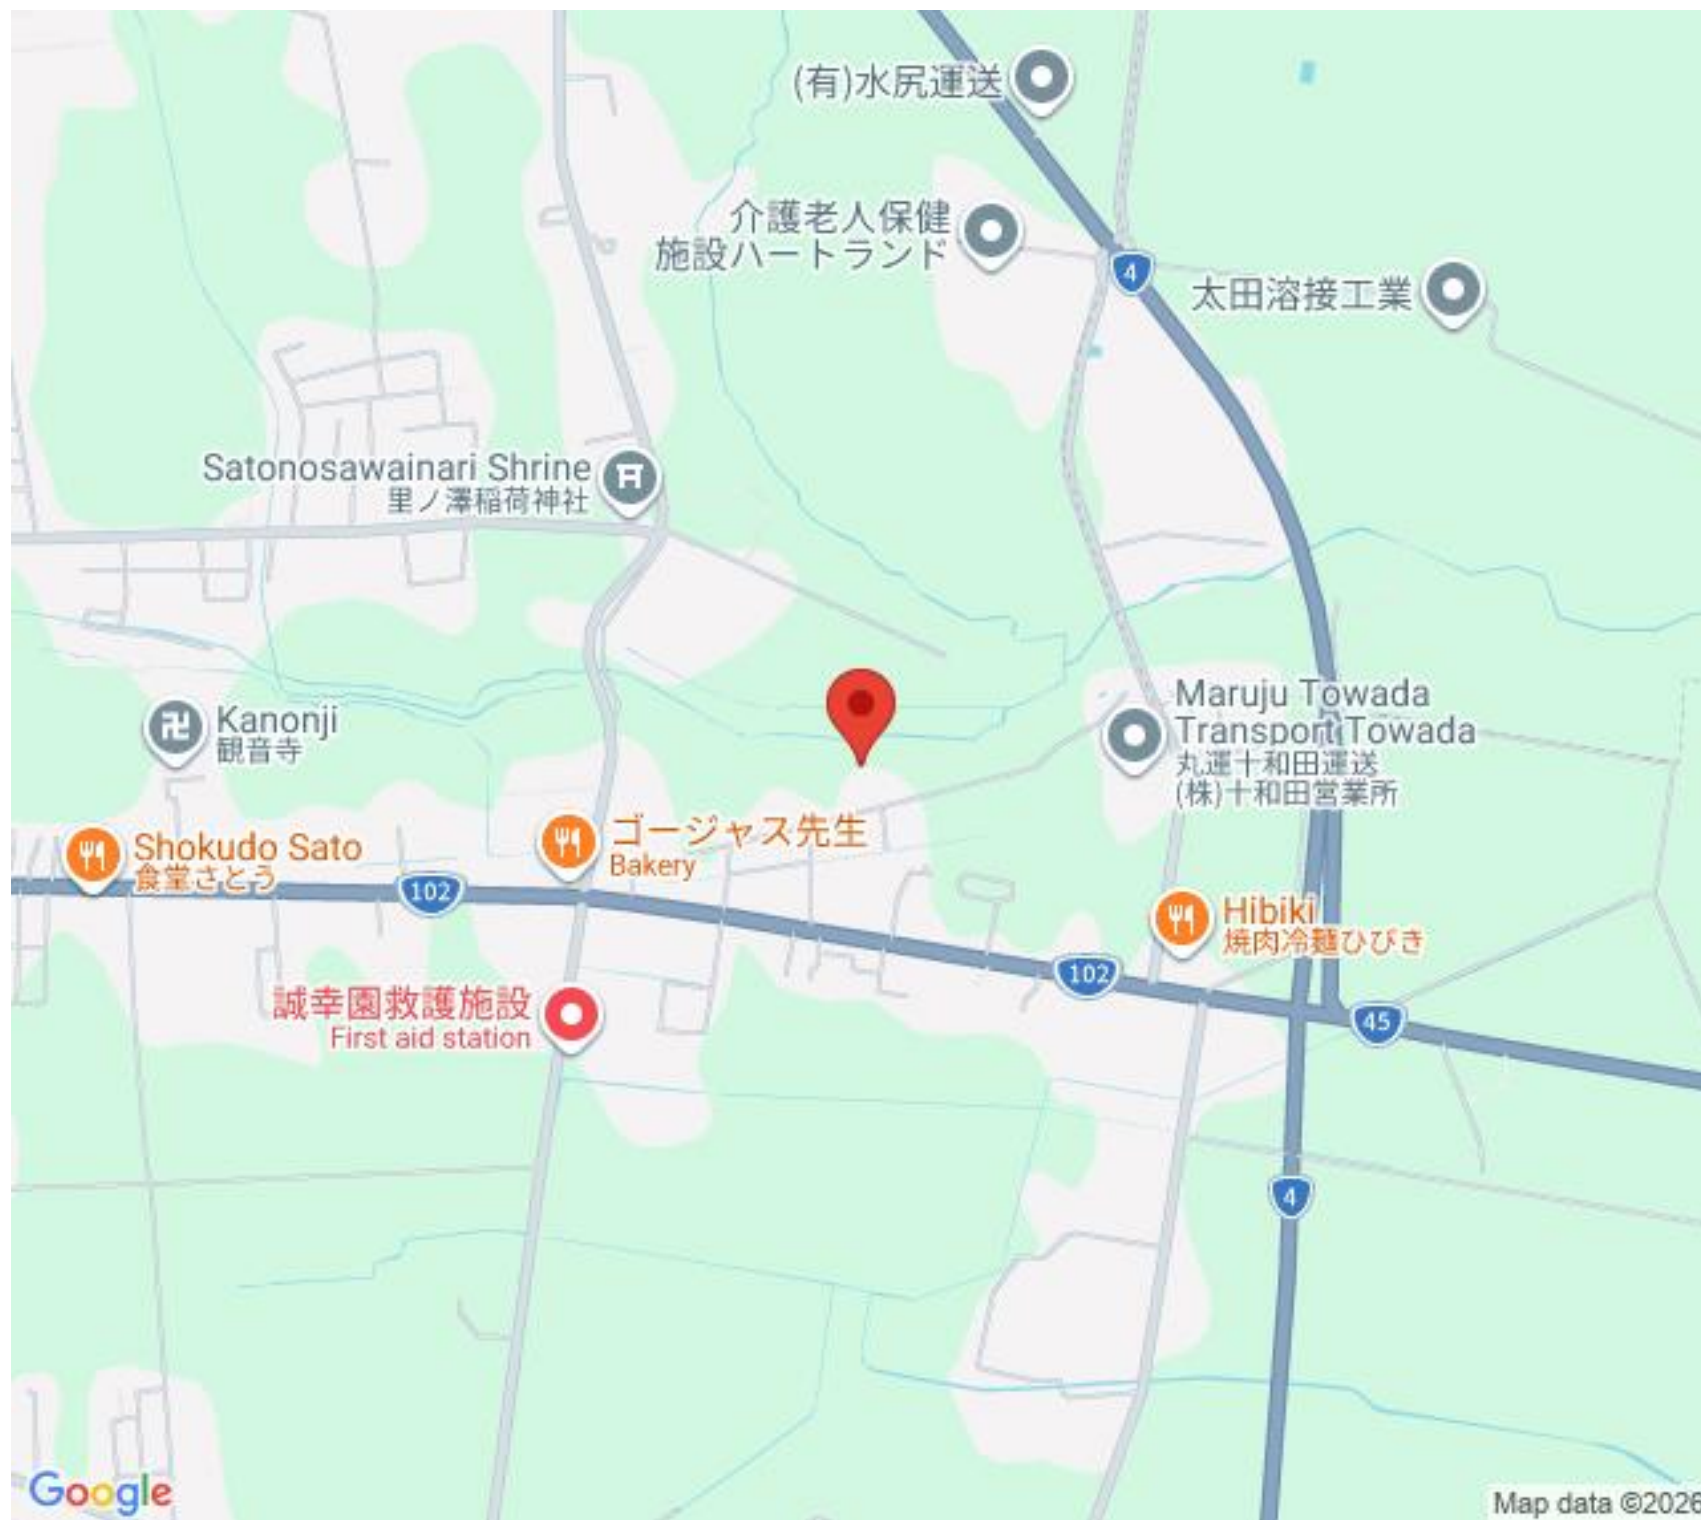 (有)水尻運送
介護老人保健
施設ハートランド
4
太田溶接工業
Satonosawainari Shrine
里ノ澤稲荷神社
Kanonji
観音寺
Maruju Towada
Transport Towada
丸運十和田運送
(株)十和田営業所
ゴージャス先生
Bakery
Shokudo Sato
食堂さとう
102
Hibiki
焼肉冷麺ひびき
102
誠幸園救護施設
First aid station
45
4
Google
Map data ©2026